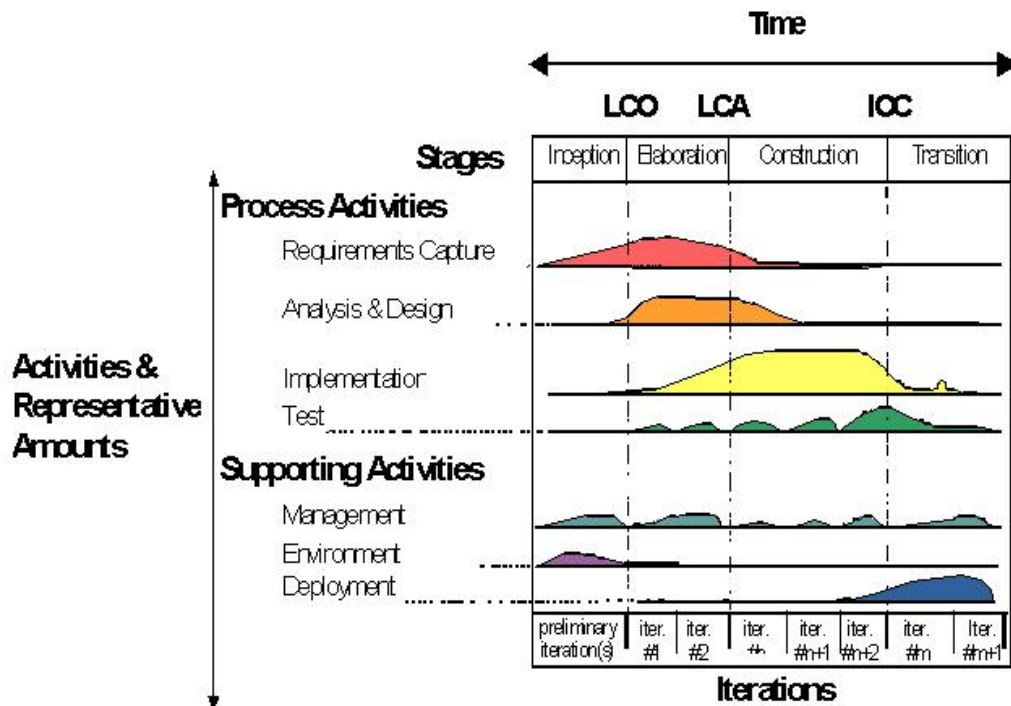 Time
LCO LCA IOC
Stages Inception Elaboration Construction Transition
Process Activities
Requirements Capture
Analysis & Design
Implementation
Test
Activities &
Representative
Amounts
Supporting Activities
Management
Environment
Deployment
preliminary iter. iter. iter. iter. iter. iter. Iter.
iteration(s) #1 #2 #n #n+1 #n+2 #m #m+1
Iterations